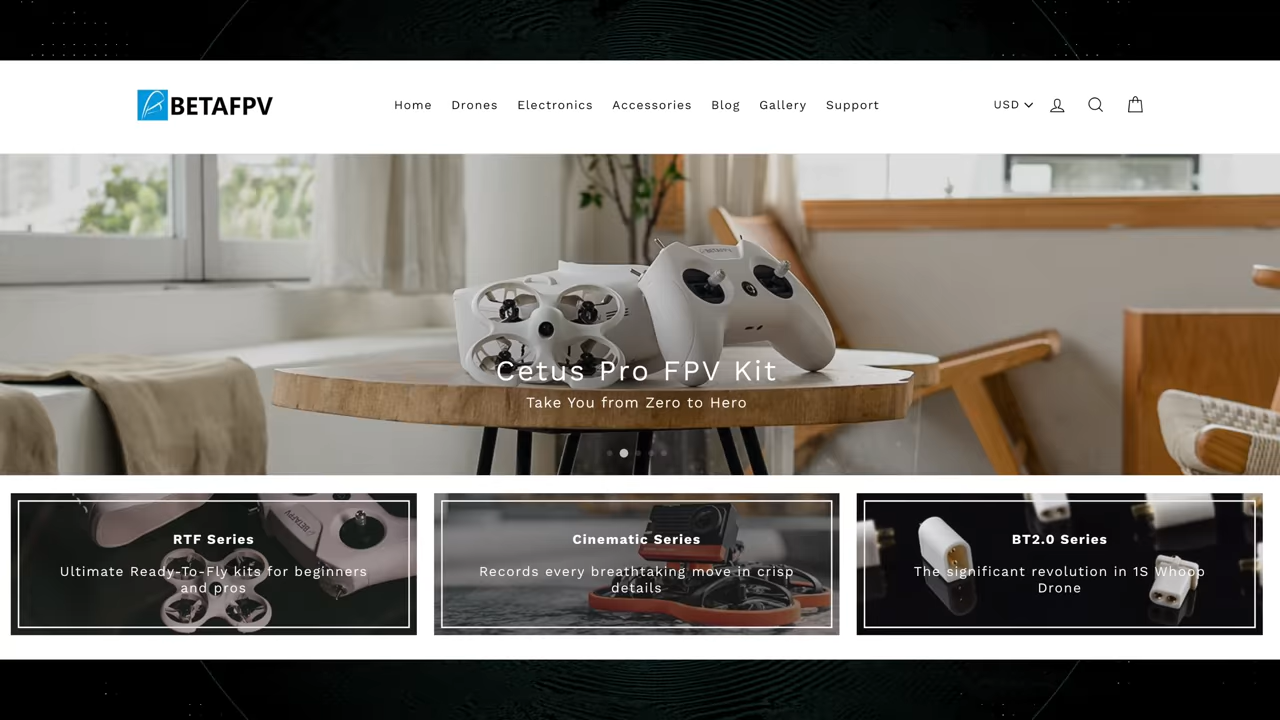 BETAFPV
Home Drones Electronics Accessories Blog Gallery Support
USD
Cetus Pro FPV Kit
Take You from Zero to Hero
RTF Series
Ultimate Ready-To-Fly kits for beginners
and pros
Cinematic Series
Records every breathtaking move in crisp
details
BT2.0 Series
The significant revolution in 1S Whoop
Drone
BETAFPV
BETAFPV